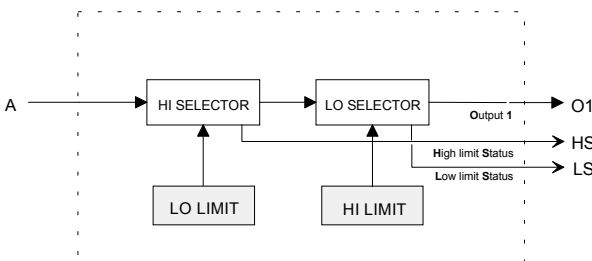 A
HI SELECTOR
LO SELECTOR
Output 1
O1
HS
High limit Status
LS
Low limit Status
LO LIMIT
HI LIMIT